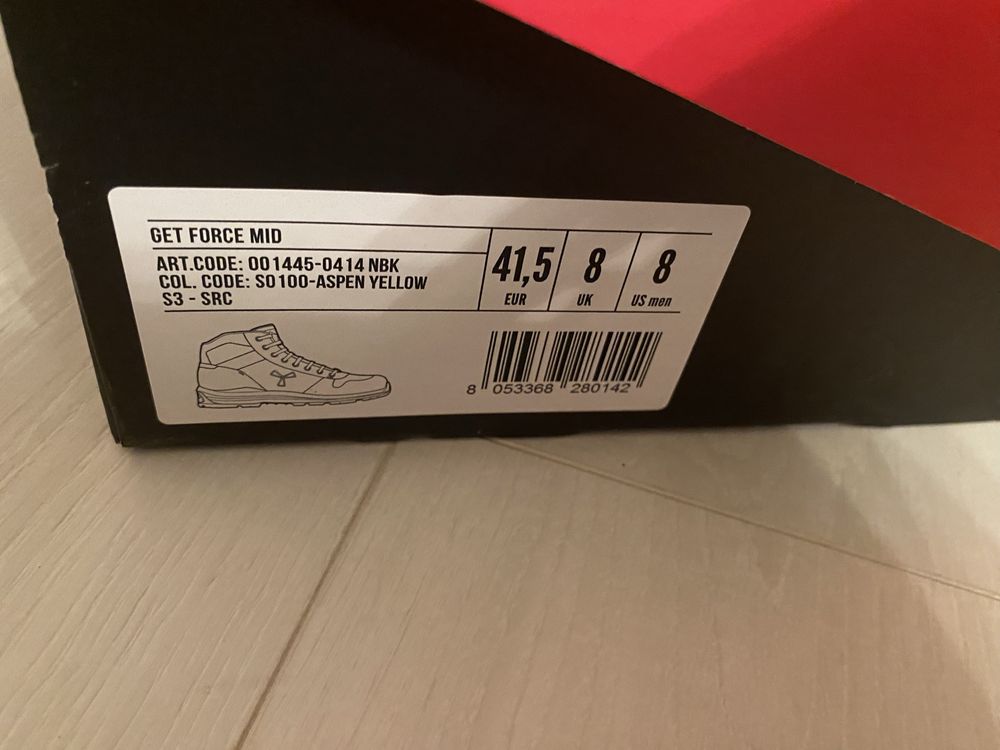 GET FORCE MID
ART.CODE: 001445-0414 NBK
COL. CODE: S0100-ASPEN YELLOW
S3 - SRC
41,5 8 8
EUR UK US men
8 053368 280142